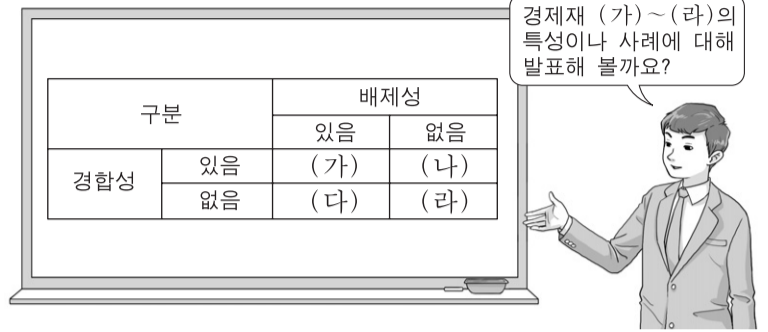 경제재 (가)~(라)의
특성이나 사례에 대해
발표해 볼까요?
구분
배제성
있음
없음
경합성
있음
(가)
(나)
없음
(다)
(라)